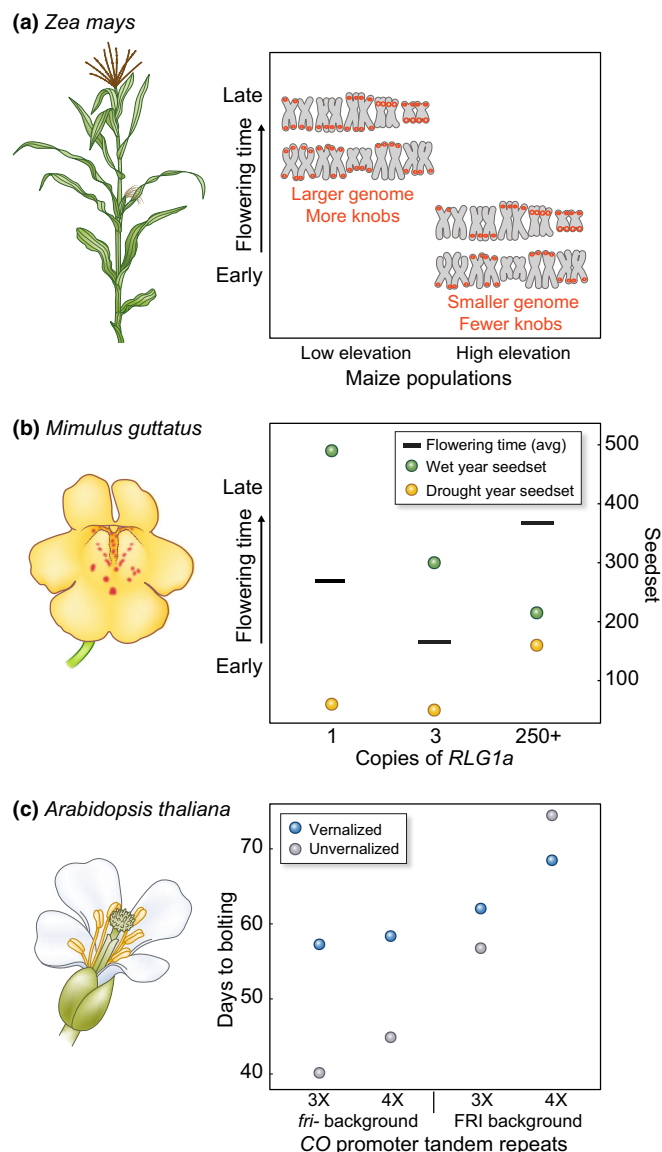 (a) Zea mays
Late
Flowering time
Early
Larger genome
More knobs
Smaller genome
Fewer knobs
Low elevation
High elevation
Maize populations
(b) Mimulus guttatus
Late
Flowering time
Early
Flowering time (avg)
Wet year seedset
Drought year seedset
500
400
300
200
100
Seedset
1
3
250+
Copies of RLG1a
(c) Arabidopsis thaliana
Vernalized
Unvernalized
Days to bolting
70
60
50
40
3X
4X
3X
4X
fri- background
FRI background
CO promoter tandem repeats